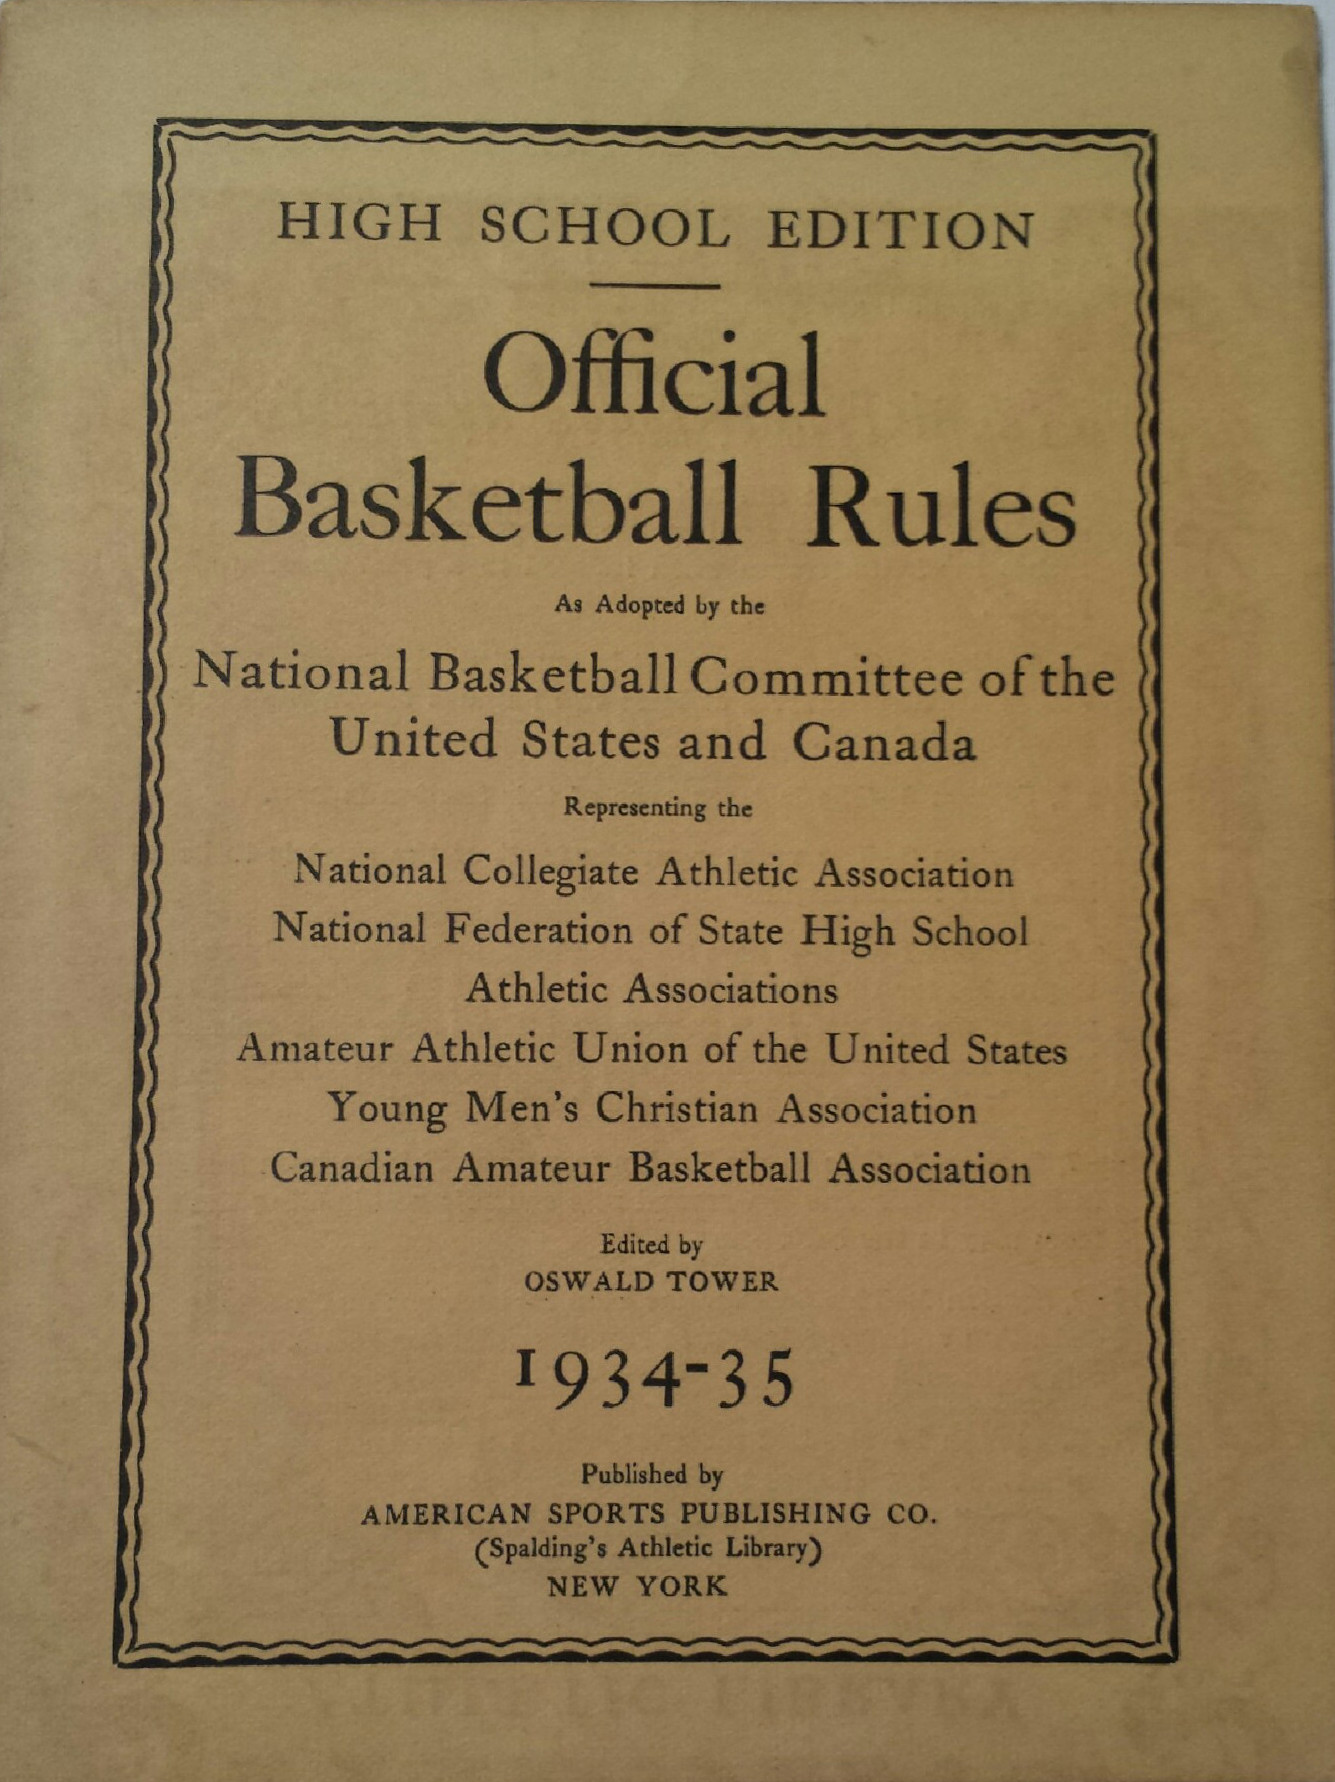 HIGH SCHOOL EDITION
Official
Basketball Rules
As Adopted by the
National Basketball Committee of the
United States and Canada
Representing the
National Collegiate Athletic Association
National Federation of State High School
Athletic Associations
Amateur Athletic Union of the United States
Young Men's Christian Association
Canadian Amateur Basketball Association
Edited by
OSWALD TOWER
1934-35
Published by
AMERICAN SPORTS PUBLISHING CO.
(Spalding's Athletic Library)
NEW YORK